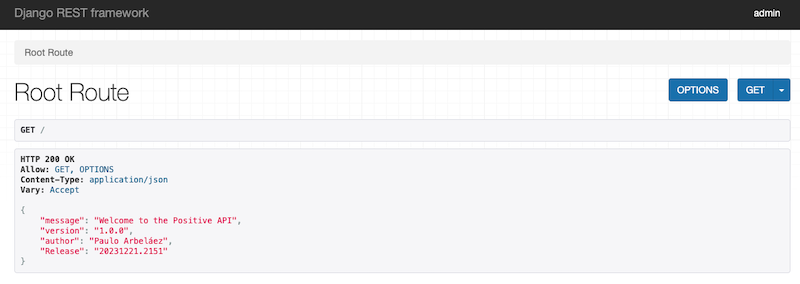 Django REST framework admin
Root Route
Root Route OPTIONS GET
GET /
HTTP 200 OK
Allow: GET, OPTIONS
Content-Type: application/json
Vary: Accept
{
    "message": "Welcome to the Positive API",
    "version": "1.0.0",
    "author": "Paulo Arbeláez",
    "Release": "20231221.2151"
}